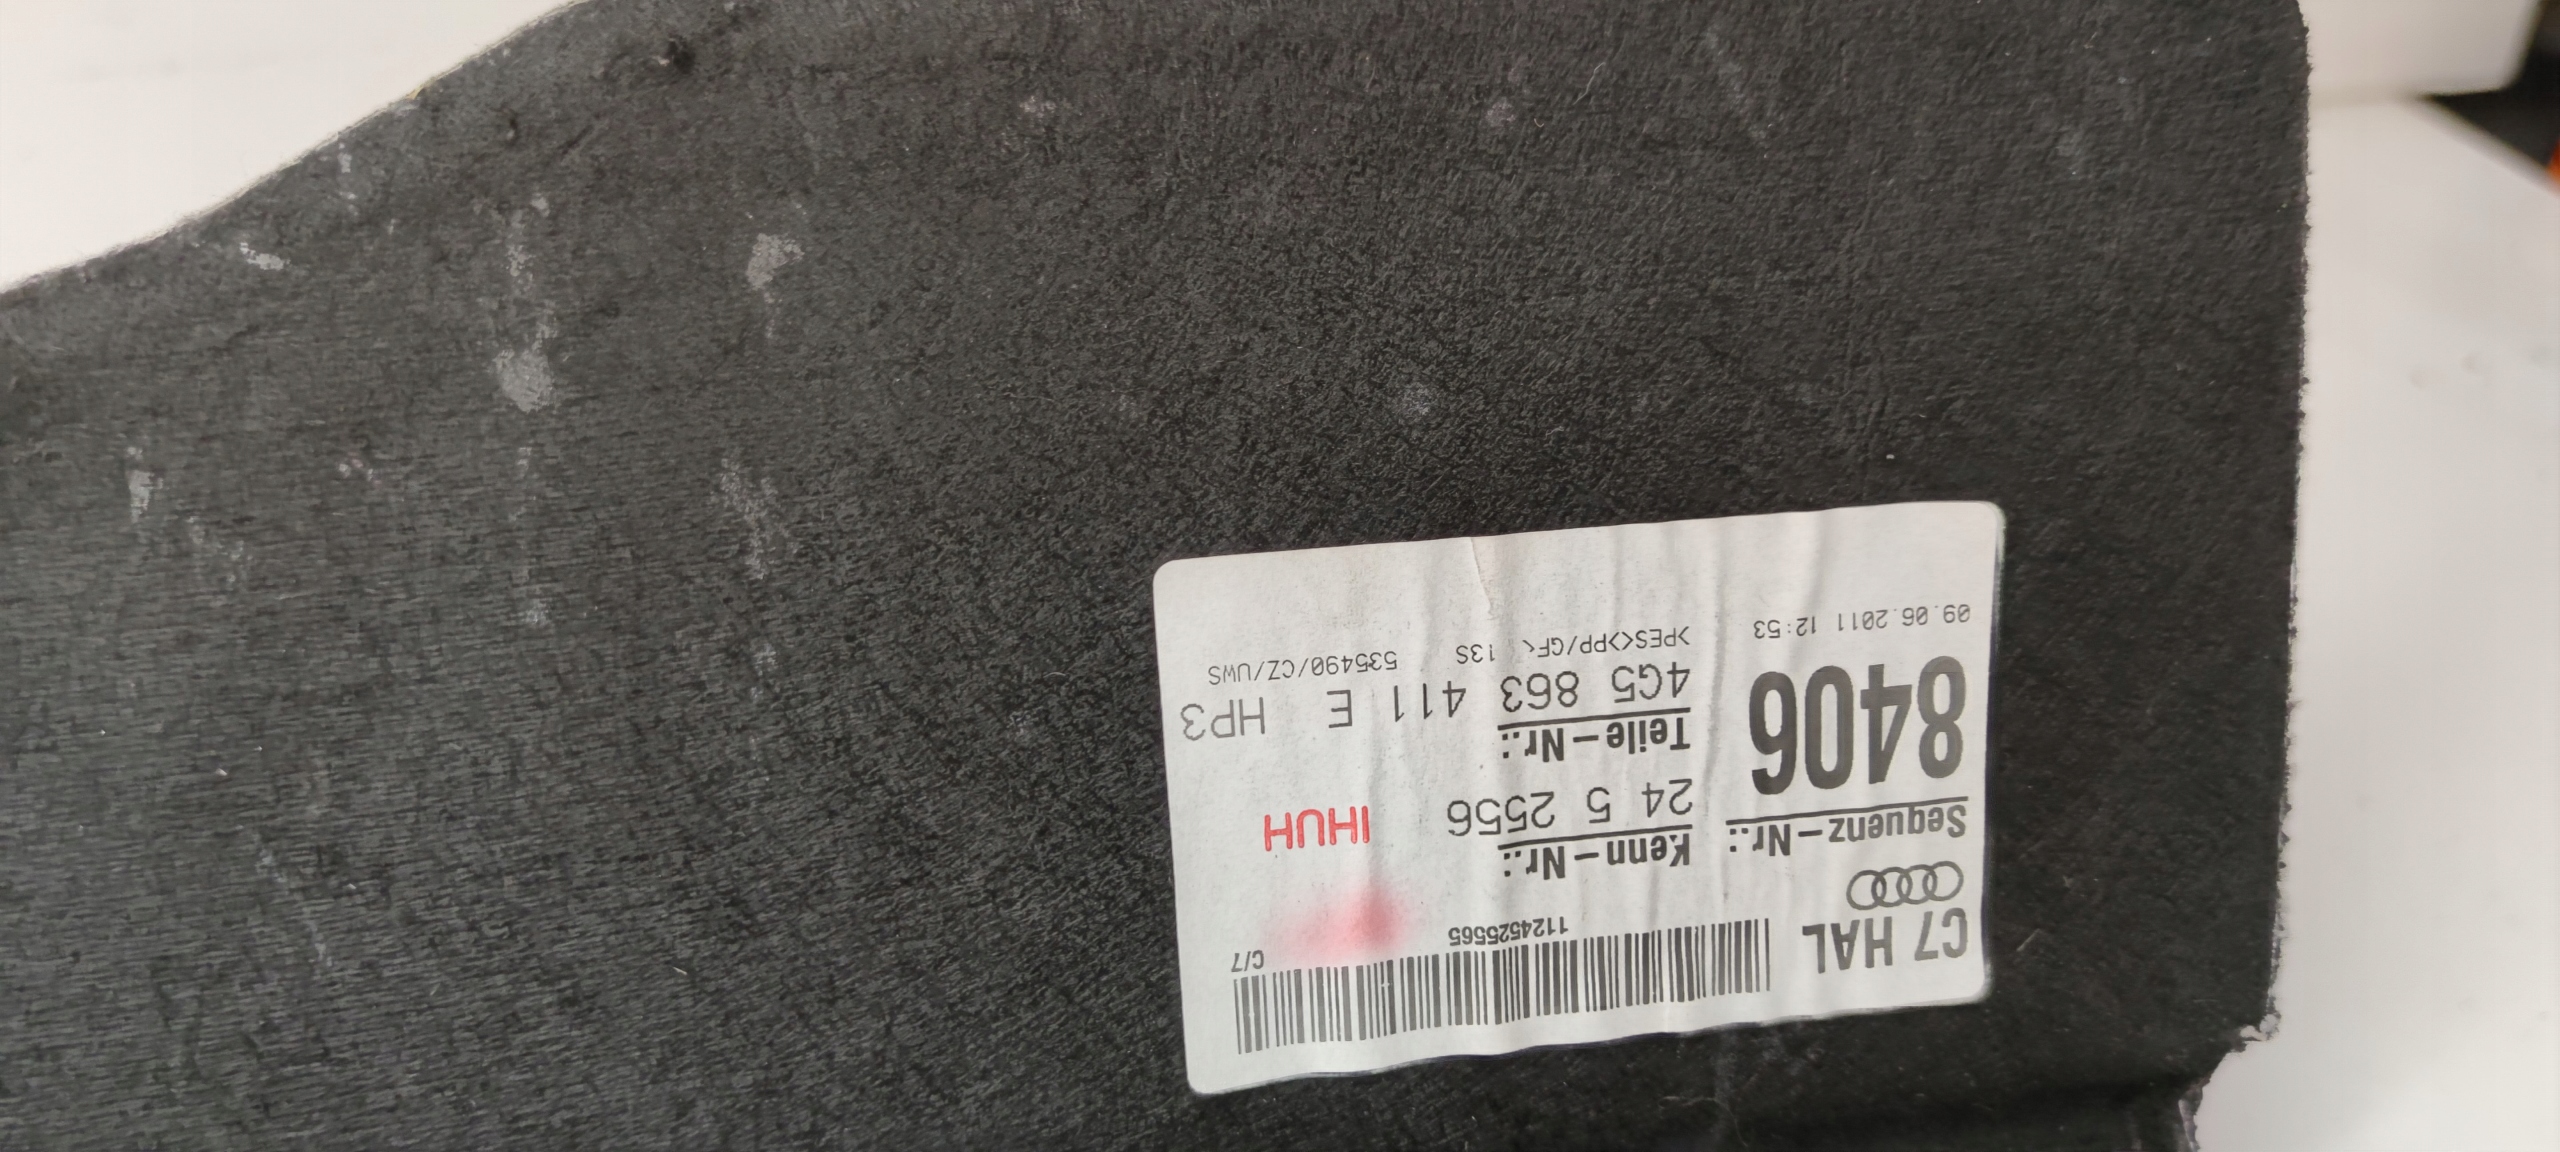 C7 HAL
1124525565
C/7
Sequenz-Nr.:
8406
09.06.2011 12:53
Kenn-Nr.:
24 5 2556
IHUH
Teile-Nr.:
4G5 863 411 E HP3
>PES<>PP/GF< 13S 535490/CZ/UWS